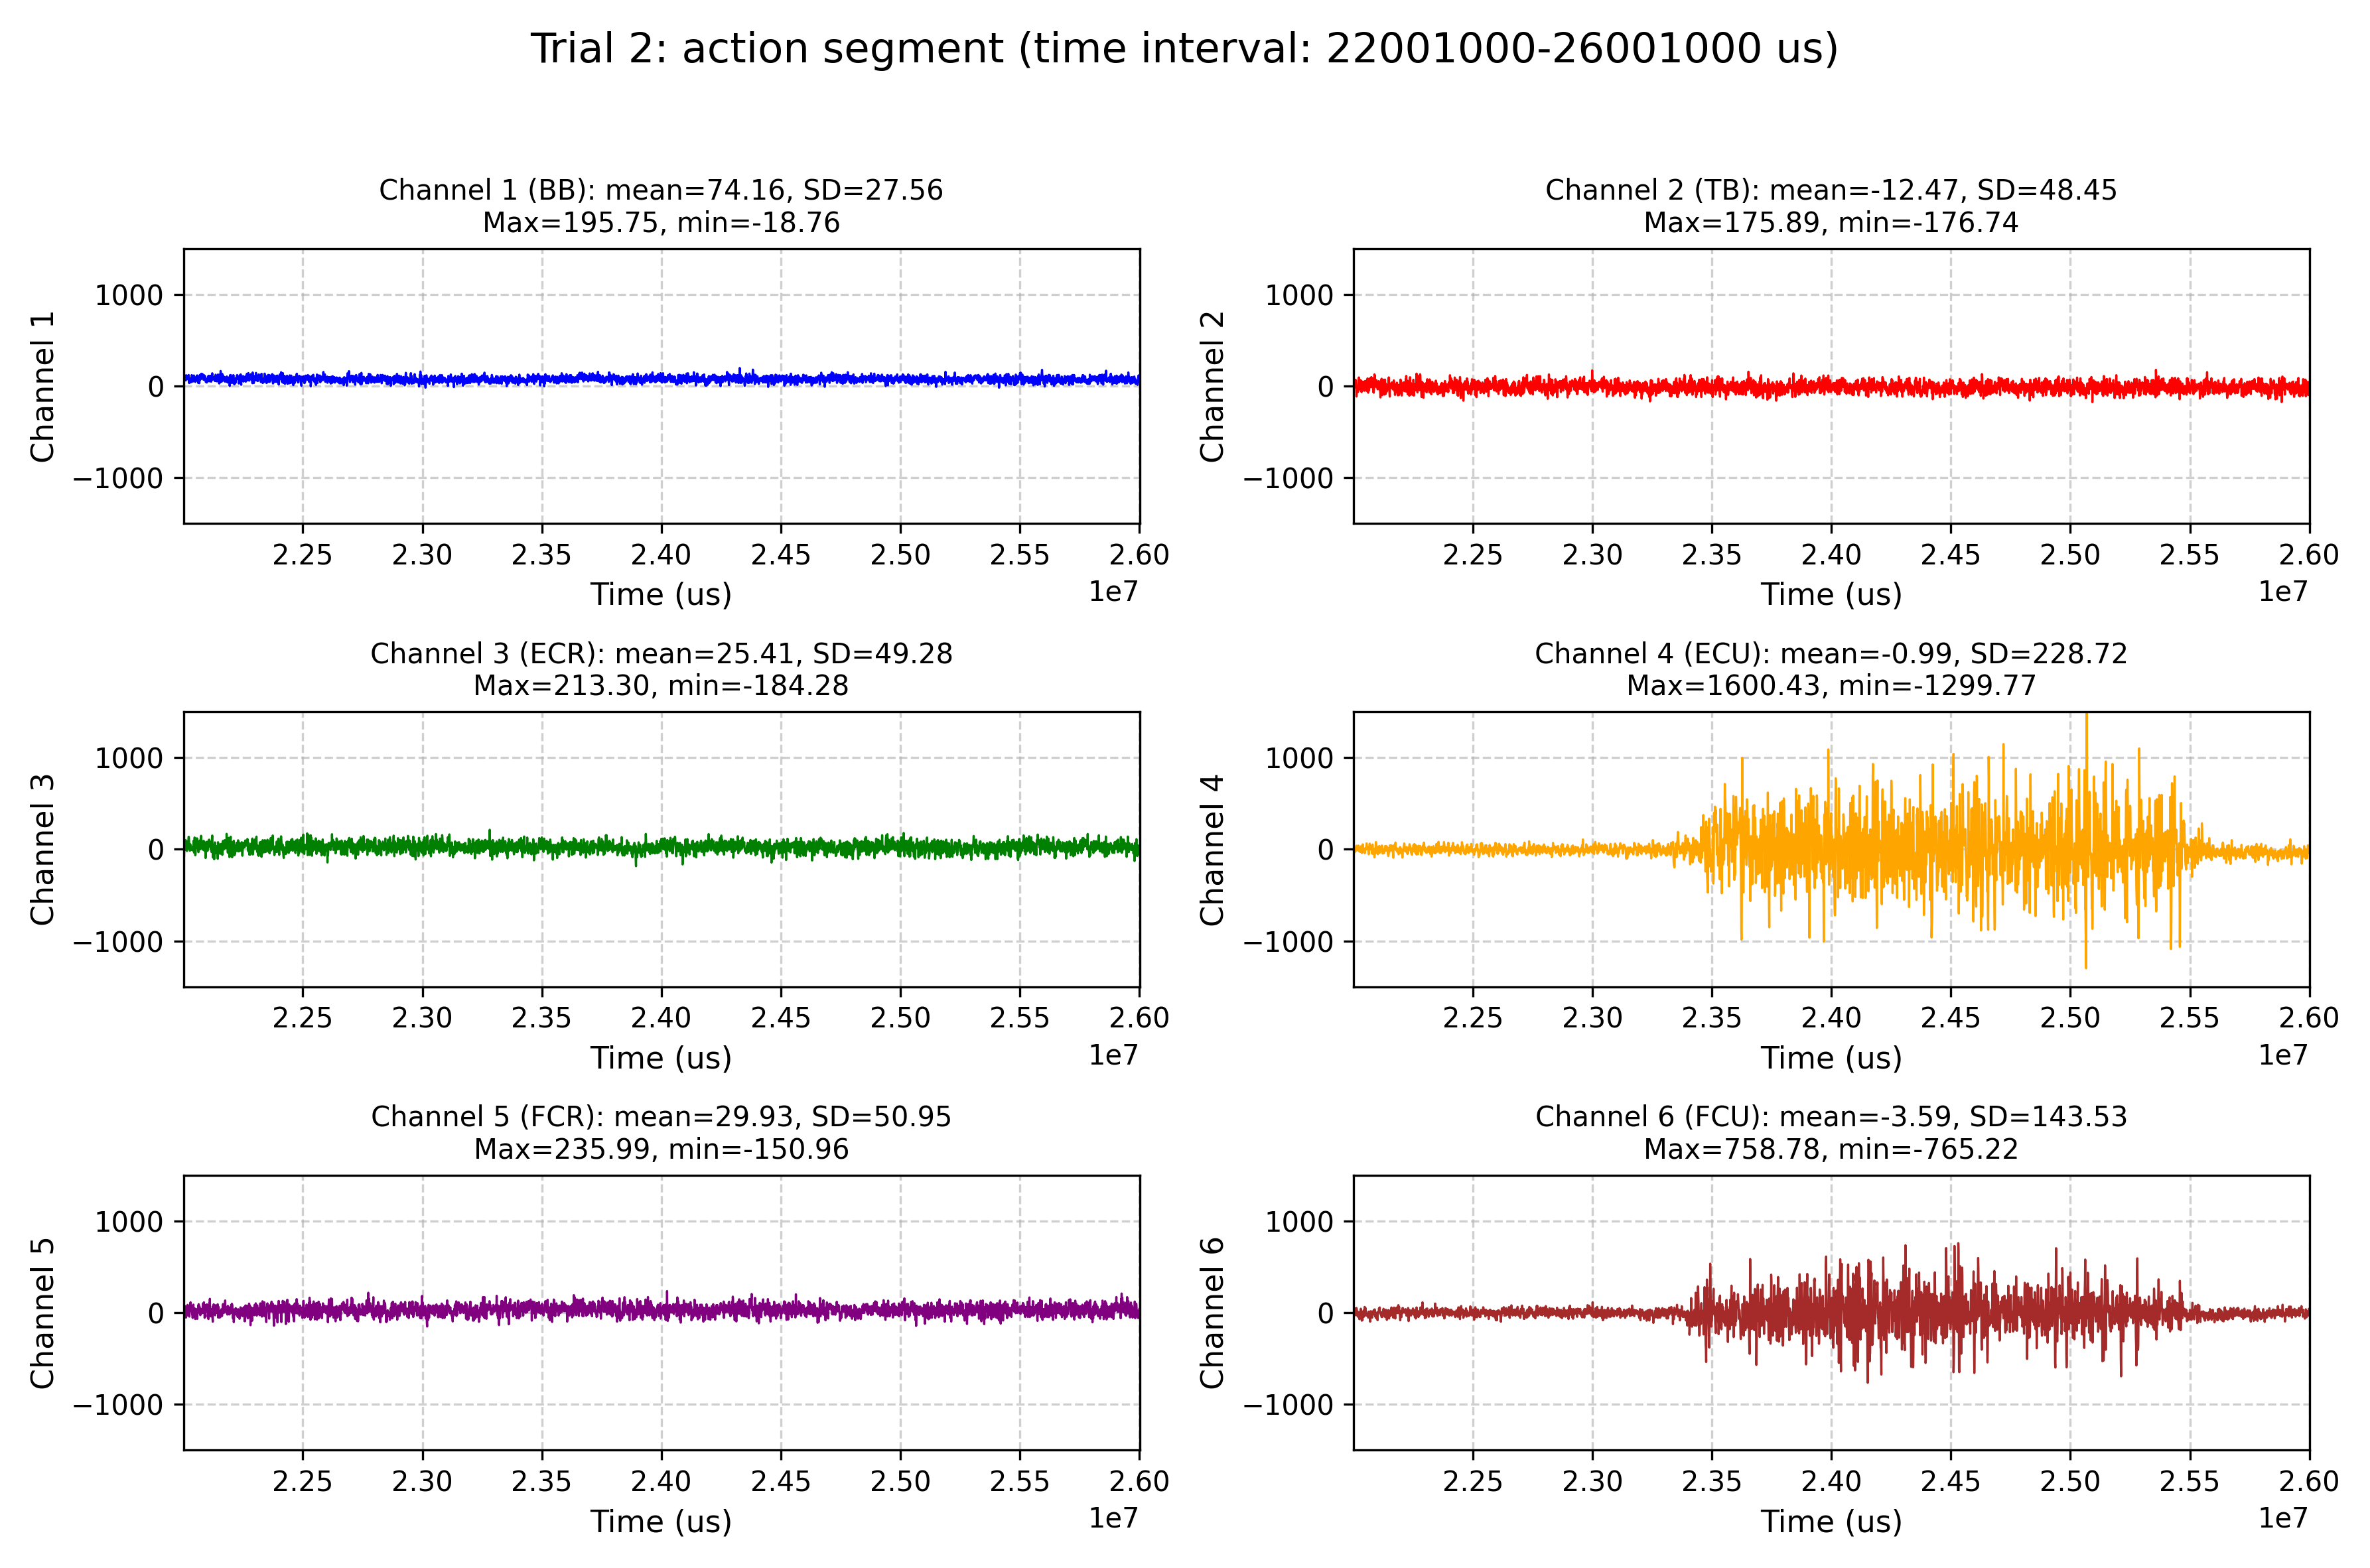 Trial 2: action segment (time interval: 22001000-26001000 us)
Channel 1 (BB): mean=74.16, SD=27.56
Max=195.75, min=-18.76
Channel 1
1000
0
−1000
2.25 2.30 2.35 2.40 2.45 2.50 2.55 2.60
1e7
Time (us)
Channel 2 (TB): mean=-12.47, SD=48.45
Max=175.89, min=-176.74
Channel 2
1000
0
−1000
2.25 2.30 2.35 2.40 2.45 2.50 2.55 2.60
1e7
Time (us)
Channel 3 (ECR): mean=25.41, SD=49.28
Max=213.30, min=-184.28
Channel 3
1000
0
−1000
2.25 2.30 2.35 2.40 2.45 2.50 2.55 2.60
1e7
Time (us)
Channel 4 (ECU): mean=-0.99, SD=228.72
Max=1600.43, min=-1299.77
Channel 4
1000
0
−1000
2.25 2.30 2.35 2.40 2.45 2.50 2.55 2.60
1e7
Time (us)
Channel 5 (FCR): mean=29.93, SD=50.95
Max=235.99, min=-150.96
Channel 5
1000
0
−1000
2.25 2.30 2.35 2.40 2.45 2.50 2.55 2.60
1e7
Time (us)
Channel 6 (FCU): mean=-3.59, SD=143.53
Max=758.78, min=-765.22
Channel 6
1000
0
−1000
2.25 2.30 2.35 2.40 2.45 2.50 2.55 2.60
1e7
Time (us)